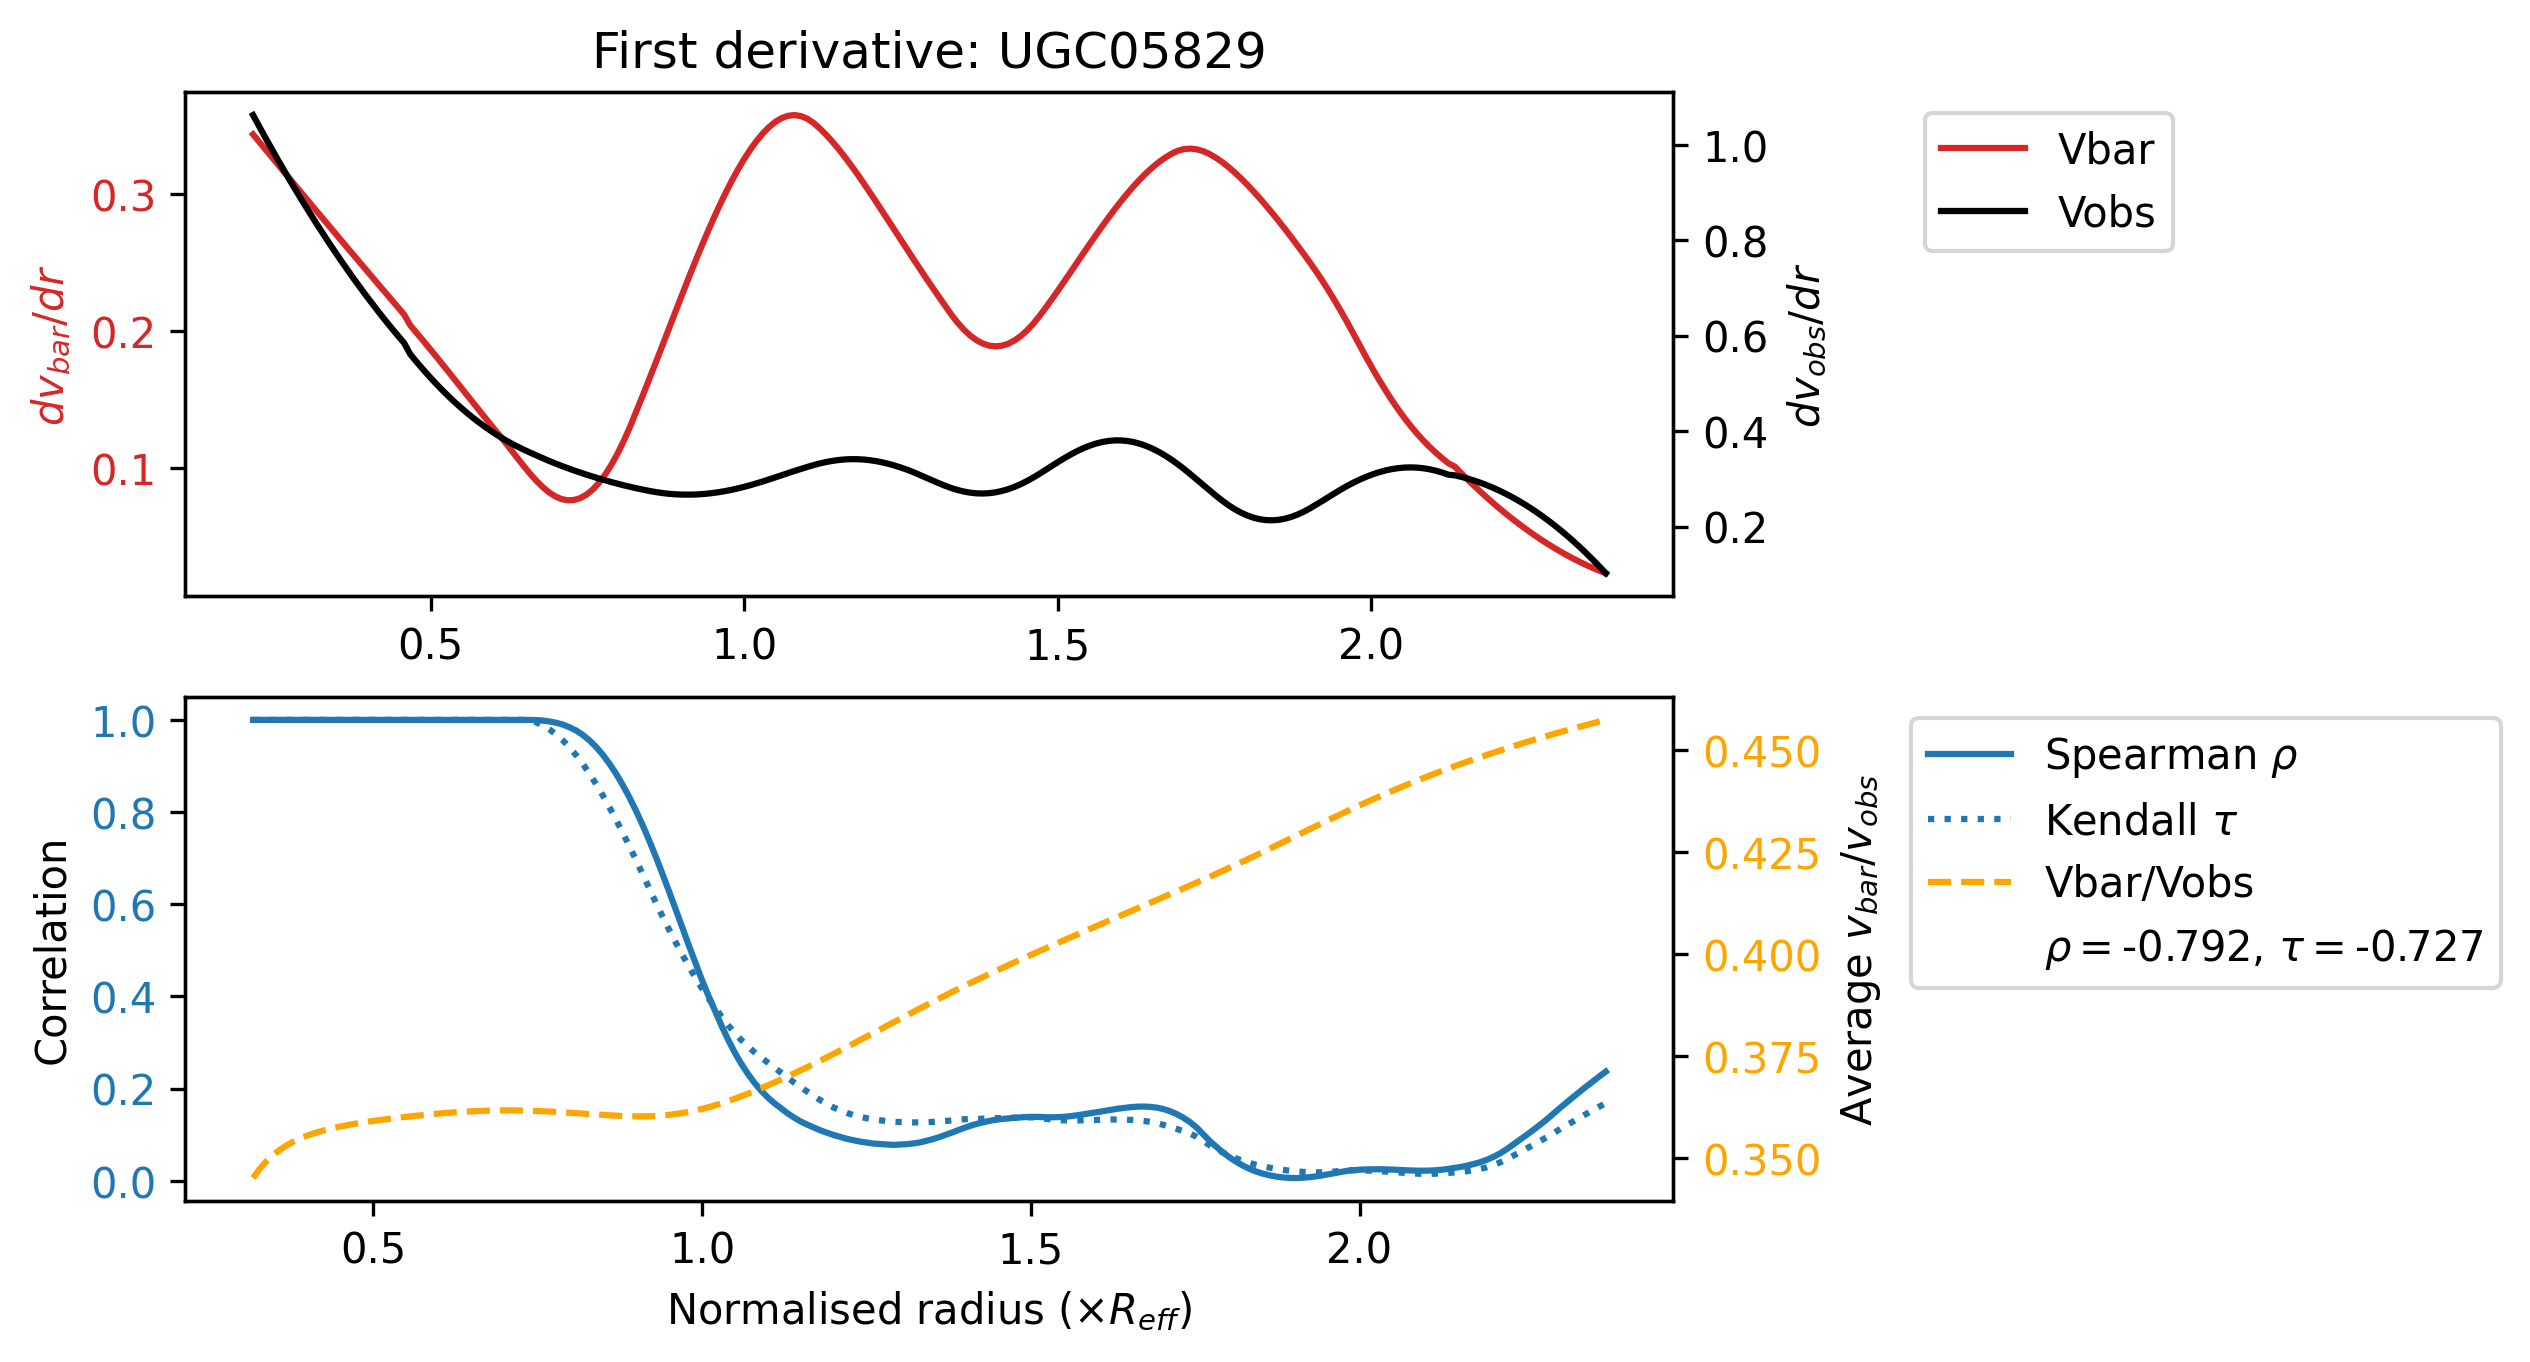 First derivative: UGC05829
dv_bar/dr
0.3
0.2
0.1
1.0
0.8
0.6
0.4
0.2
dv_obs/dr
0.5 1.0 1.5 2.0
Vbar
Vobs
Correlation
1.0
0.8
0.6
0.4
0.2
0.0
0.450
0.425
0.400
0.375
0.350
Average v_bar/v_obs
0.5 1.0 1.5 2.0
Normalised radius (×R_eff)
Spearman ρ
Kendall τ
Vbar/Vobs
ρ = -0.792, τ = -0.727